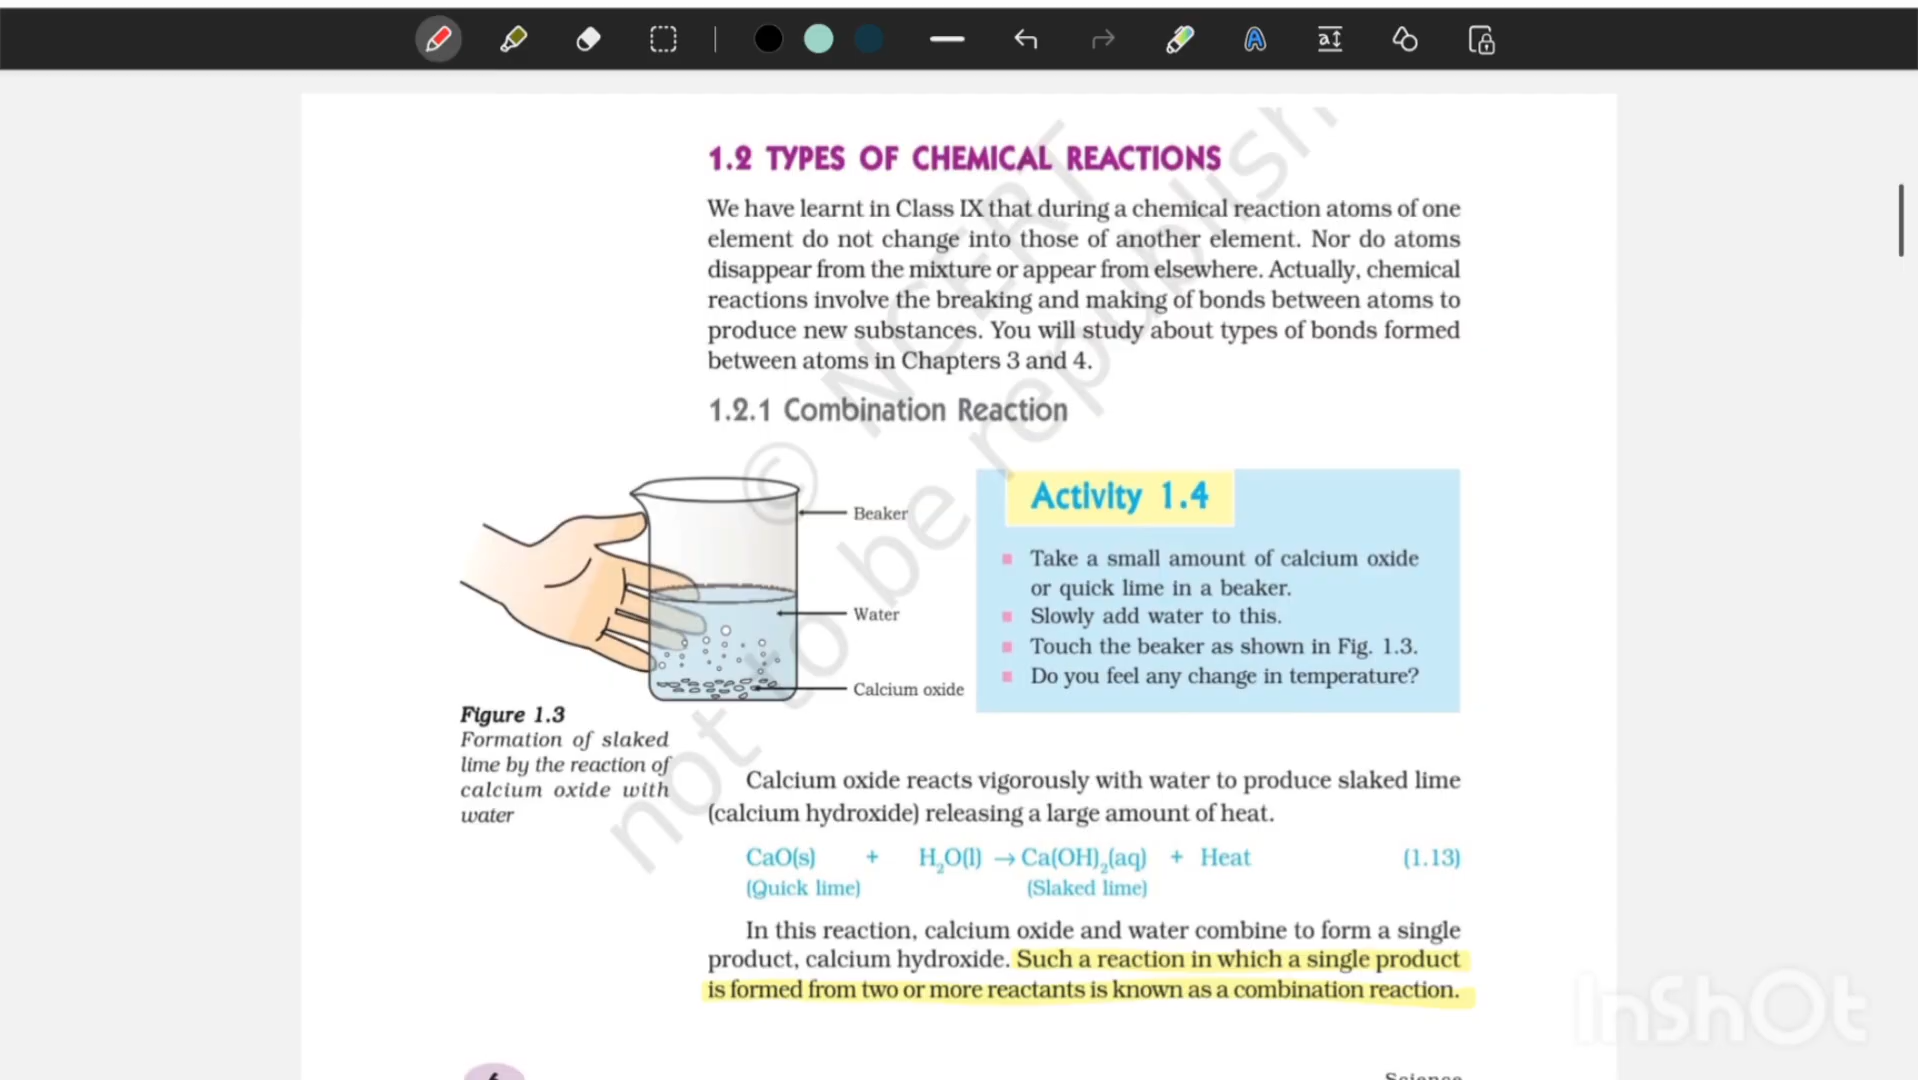 1.2 TYPES OF CHEMICAL REACTIONS
We have learnt in Class IX that during a chemical reaction atoms of one
element do not change into those of another element. Nor do atoms
disappear from the mixture or appear from elsewhere. Actually, chemical
reactions involve the breaking and making of bonds between atoms to
produce new substances. You will study about types of bonds formed
between atoms in Chapters 3 and 4.
1.2.1 Combination Reaction
Beaker
Water
Calcium oxide
Figure 1.3
Formation of slaked
lime by the reaction of
calcium oxide with
water
Activity 1.4
Take a small amount of calcium oxide
or quick lime in a beaker.
Slowly add water to this.
Touch the beaker as shown in Fig. 1.3.
Do you feel any change in temperature?
Calcium oxide reacts vigorously with water to produce slaked lime
(calcium hydroxide) releasing a large amount of heat.
CaO(s) + H₂O(l) → Ca(OH)₂(aq) + Heat (1.13)
(Quick lime) (Slaked lime)
In this reaction, calcium oxide and water combine to form a single
product, calcium hydroxide. Such a reaction in which a single product
is formed from two or more reactants is known as a combination reaction.
Science
© NCERT
not to be republish
InShOt